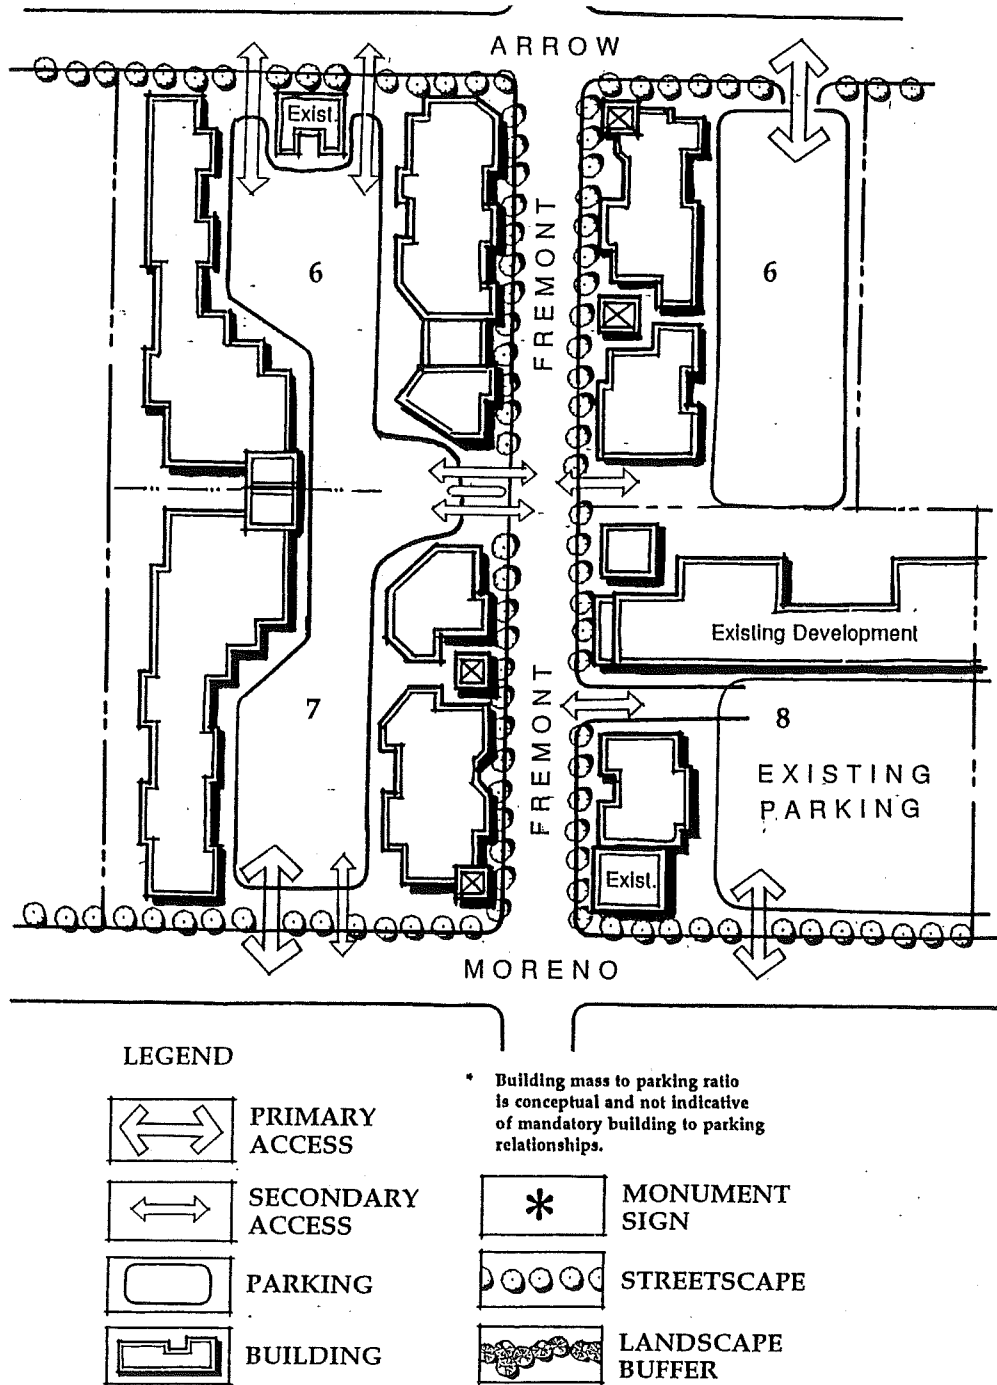 ARROW
Exist.
6
FREMONT
6
Existing Development
7
FREMONT
8
EXISTING
PARKING
Exist.
MORENO
LEGEND
PRIMARY
ACCESS
SECONDARY
ACCESS
PARKING
BUILDING
* Building mass to parking ratio
is conceptual and not indicative
of mandatory building to parking
relationships.
* MONUMENT
SIGN
STREETSCAPE
LANDSCAPE
BUFFER